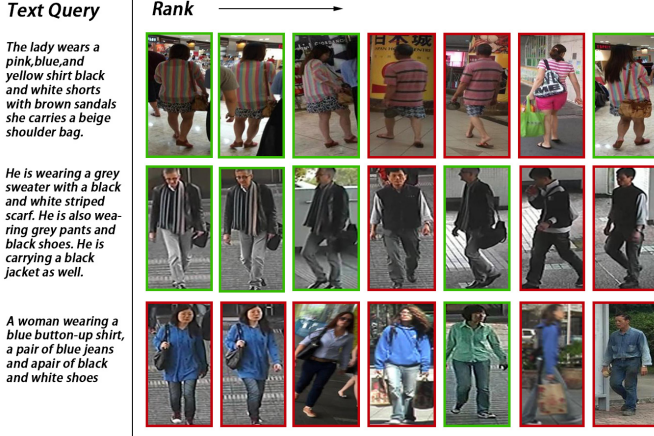 Text Query
Rank
The lady wears a
pink,blue,and
yellow shirt black
and white shorts
with brown sandals
she carries a beige
shoulder bag.
He is wearing a grey
sweater with a black
and white striped
scarf. He is also wea-
ring grey pants and
black shoes. He is
carrying a black
jacket as well.
A woman wearing a
blue button-up shirt,
a pair of blue jeans
and apair of black
and white shoes